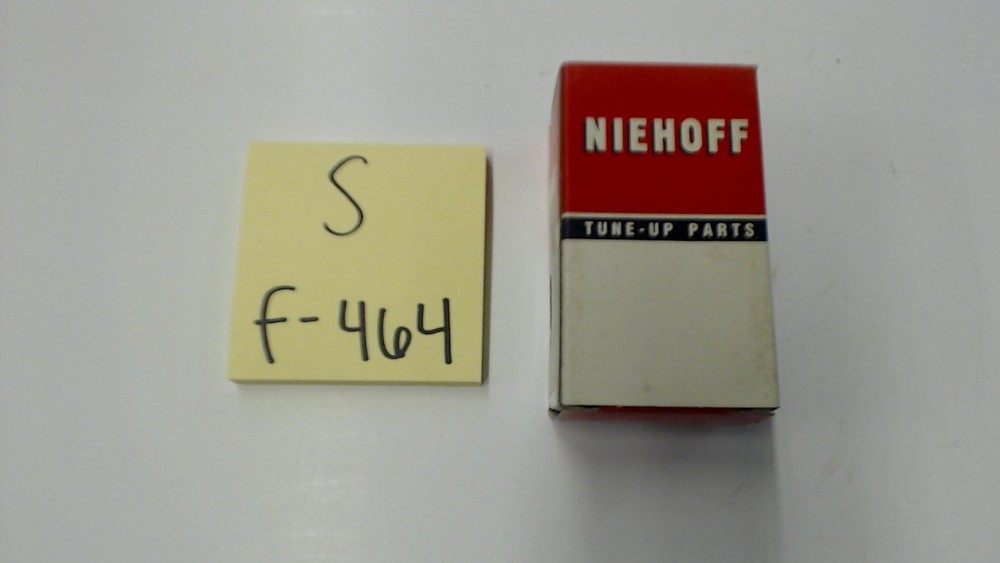 S
F-464
NIEHOFF
TUNE-UP PARTS